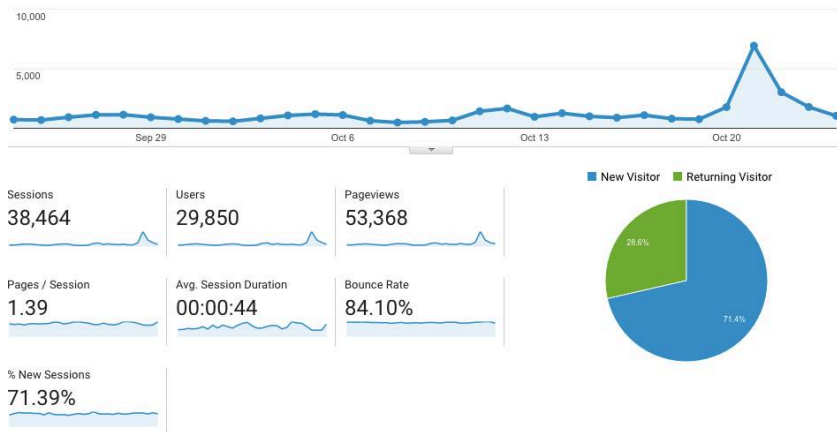 10,000
5,000
Sep 29 Oct 6 Oct 13 Oct 20
New Visitor Returning Visitor
Sessions Users Pageviews
38,464 29,850 53,368
28.6%
Pages / Session Avg. Session Duration Bounce Rate
1.39 00:00:44 84.10%
71.4%
% New Sessions
71.39%